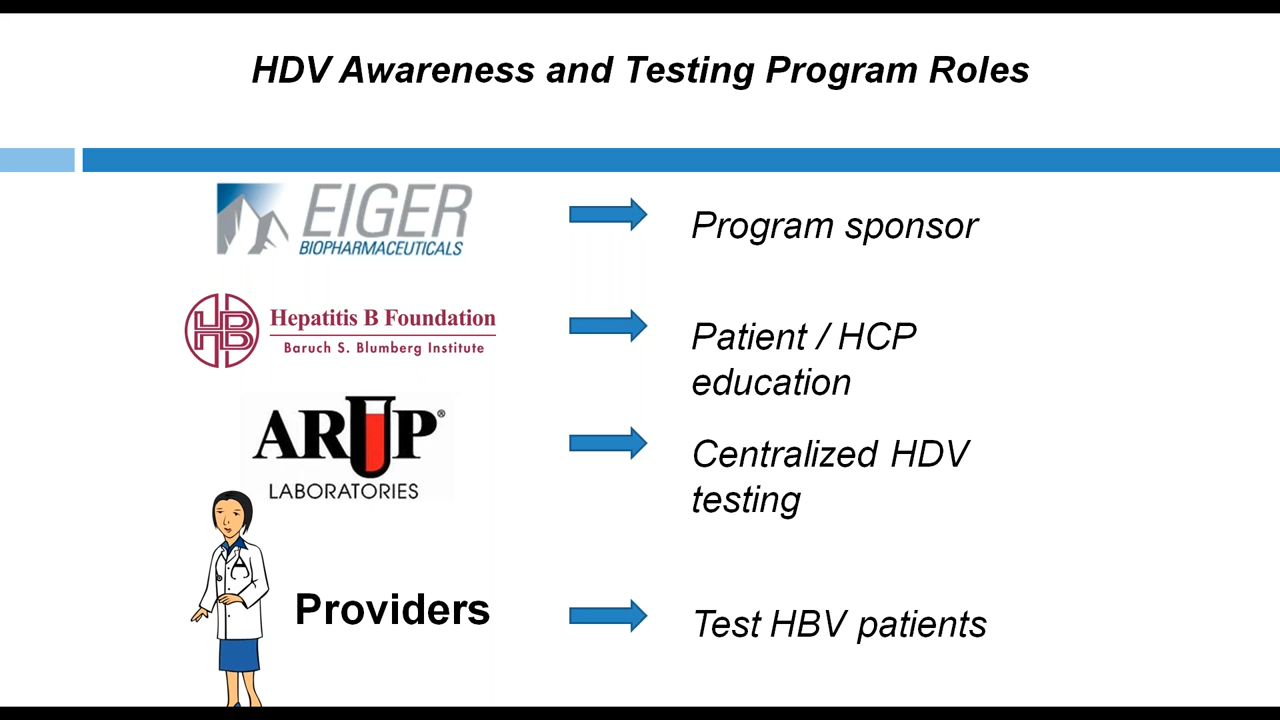 HDV Awareness and Testing Program Roles
EIGER
BIOPHARMACEUTICALS
Program sponsor
HB
Hepatitis B Foundation
Baruch S. Blumberg Institute
Patient / HCP
education
ARUP®
LABORATORIES
Centralized HDV
testing
Providers
Test HBV patients